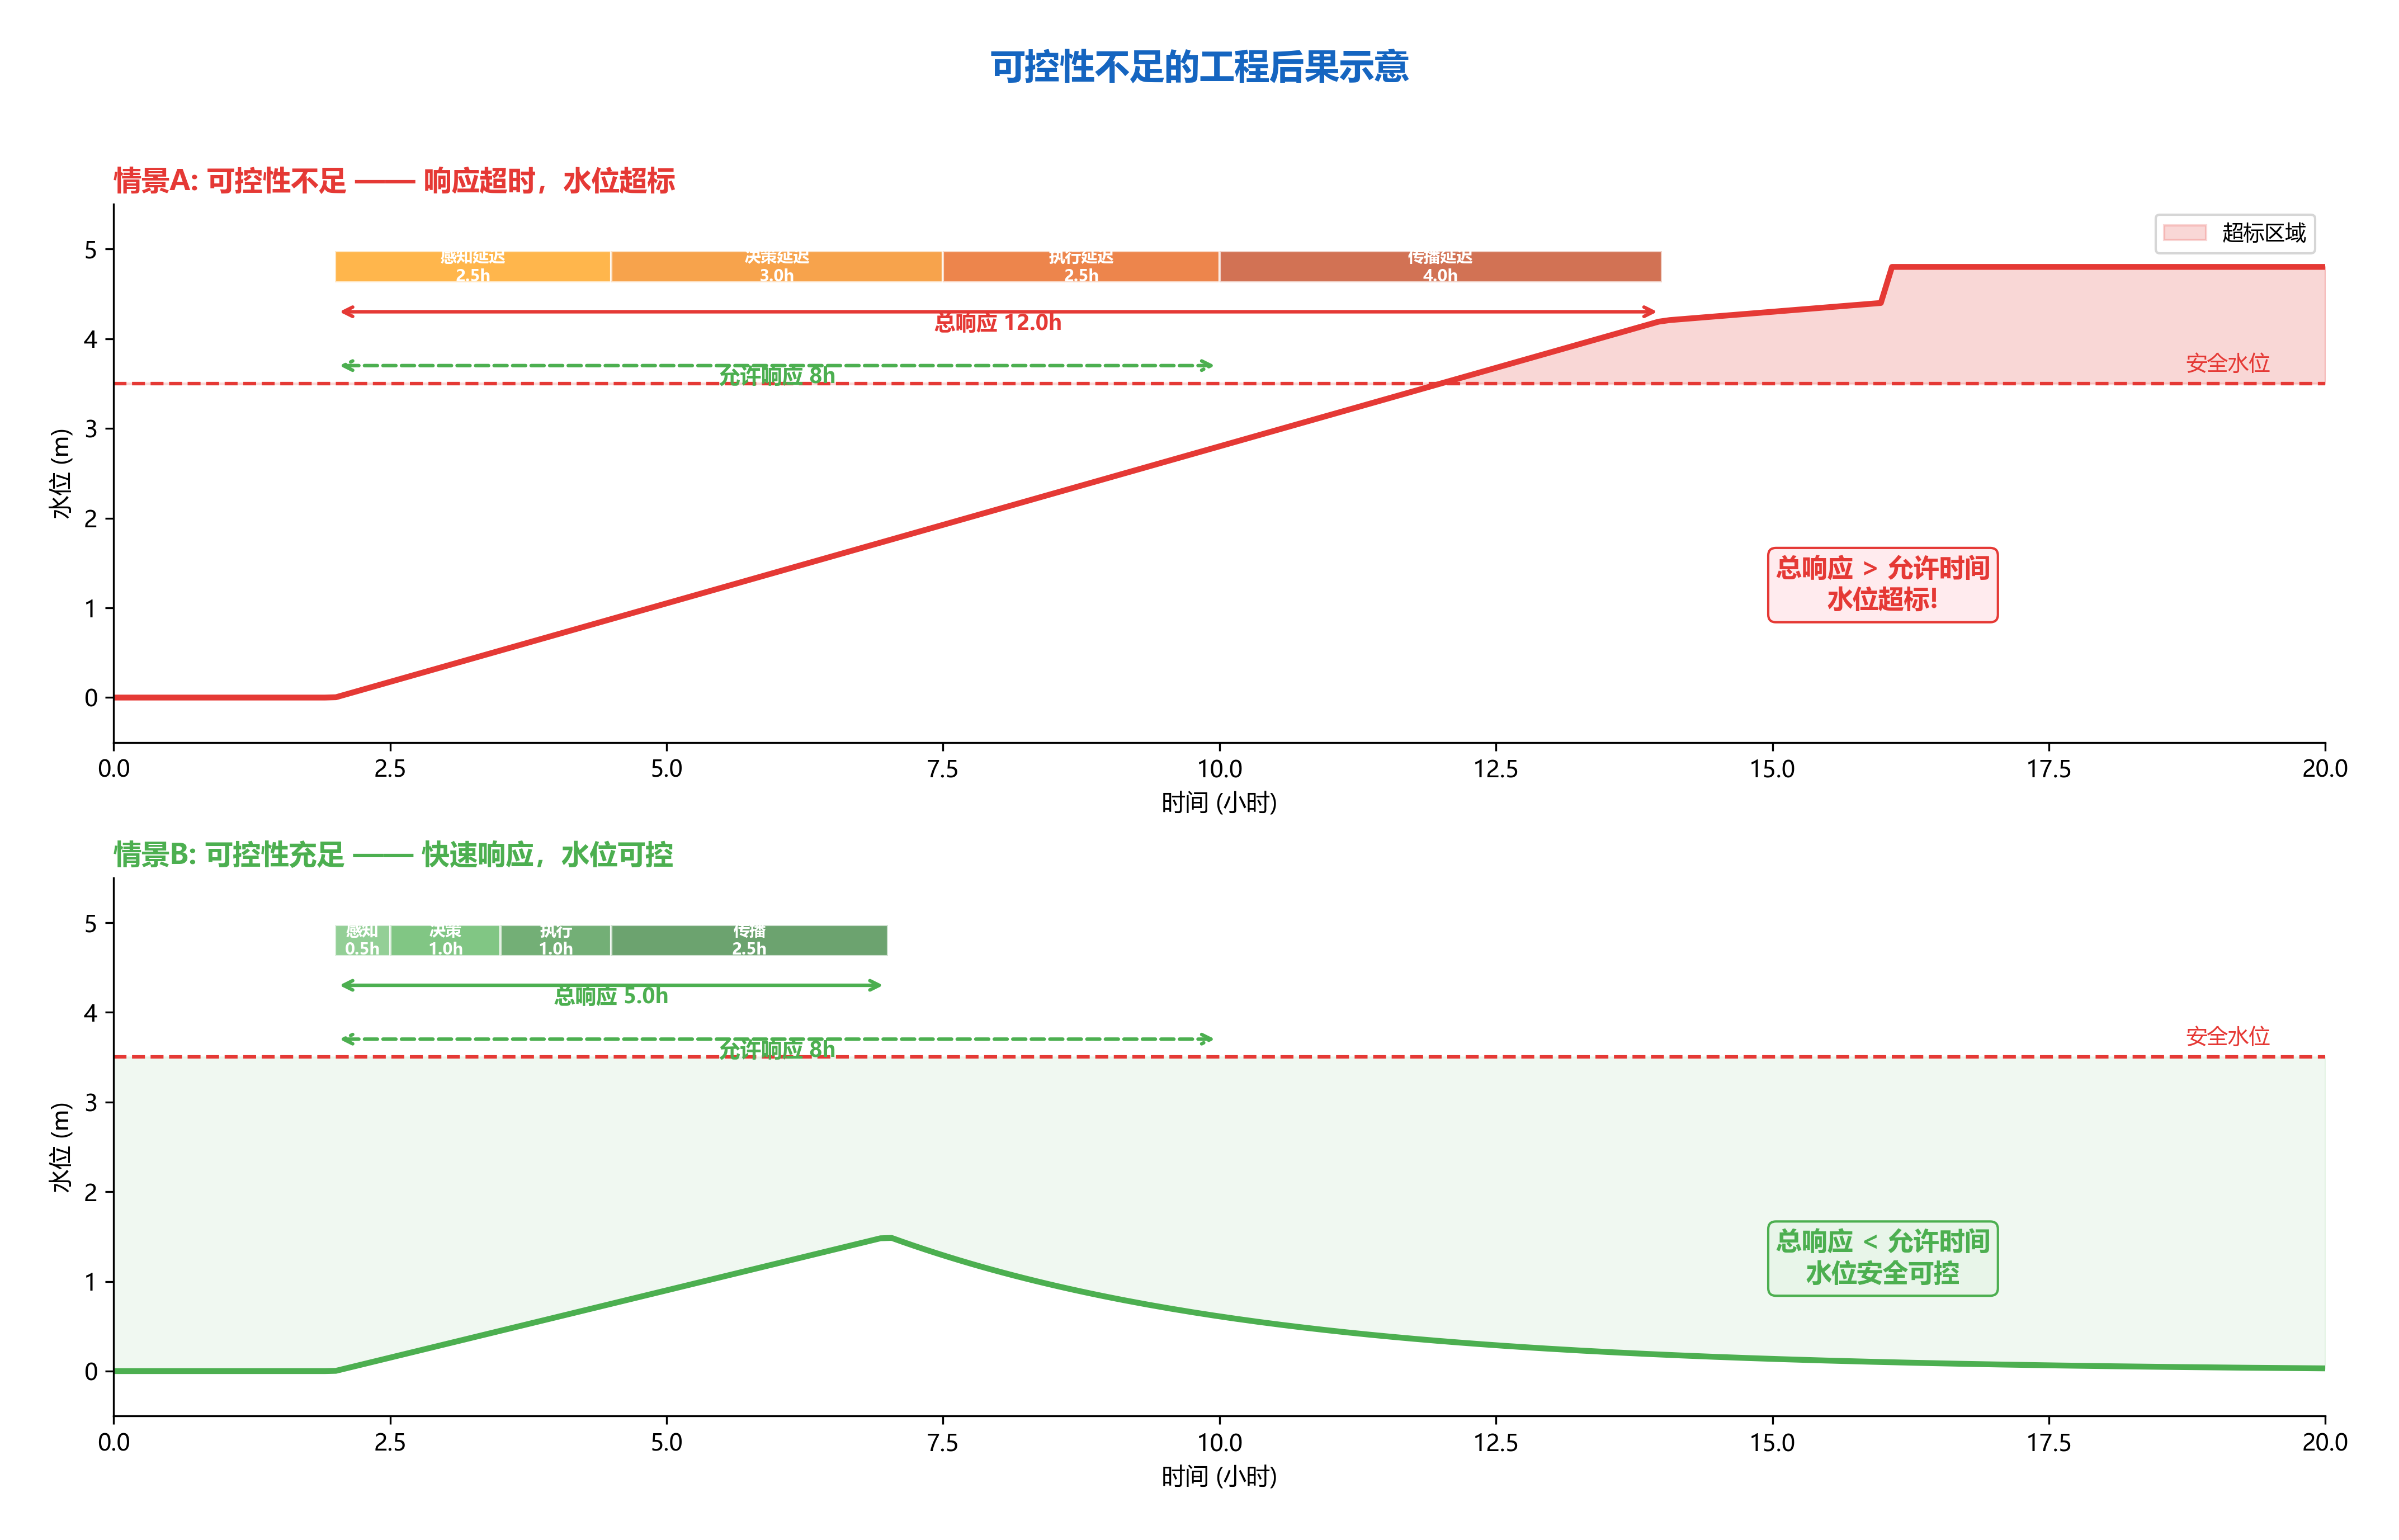 可控性不足的工程后果示意
情景A: 可控性不足 —— 响应超时，水位超标
超标区域
感知延迟
2.5h
决策延迟
3.0h
执行延迟
2.5h
传播延迟
4.0h
总响应 12.0h
允许响应 8h
安全水位
总响应 > 允许时间
水位超标!
水位 (m)
5
4
3
2
1
0
0.0
2.5
5.0
7.5
10.0
12.5
15.0
17.5
20.0
时间 (小时)
情景B: 可控性充足 —— 快速响应，水位可控
感知
0.5h
决策
1.0h
执行
1.0h
传播
2.5h
总响应 5.0h
允许响应 8h
安全水位
总响应 < 允许时间
水位安全可控
水位 (m)
5
4
3
2
1
0
0.0
2.5
5.0
7.5
10.0
12.5
15.0
17.5
20.0
时间 (小时)